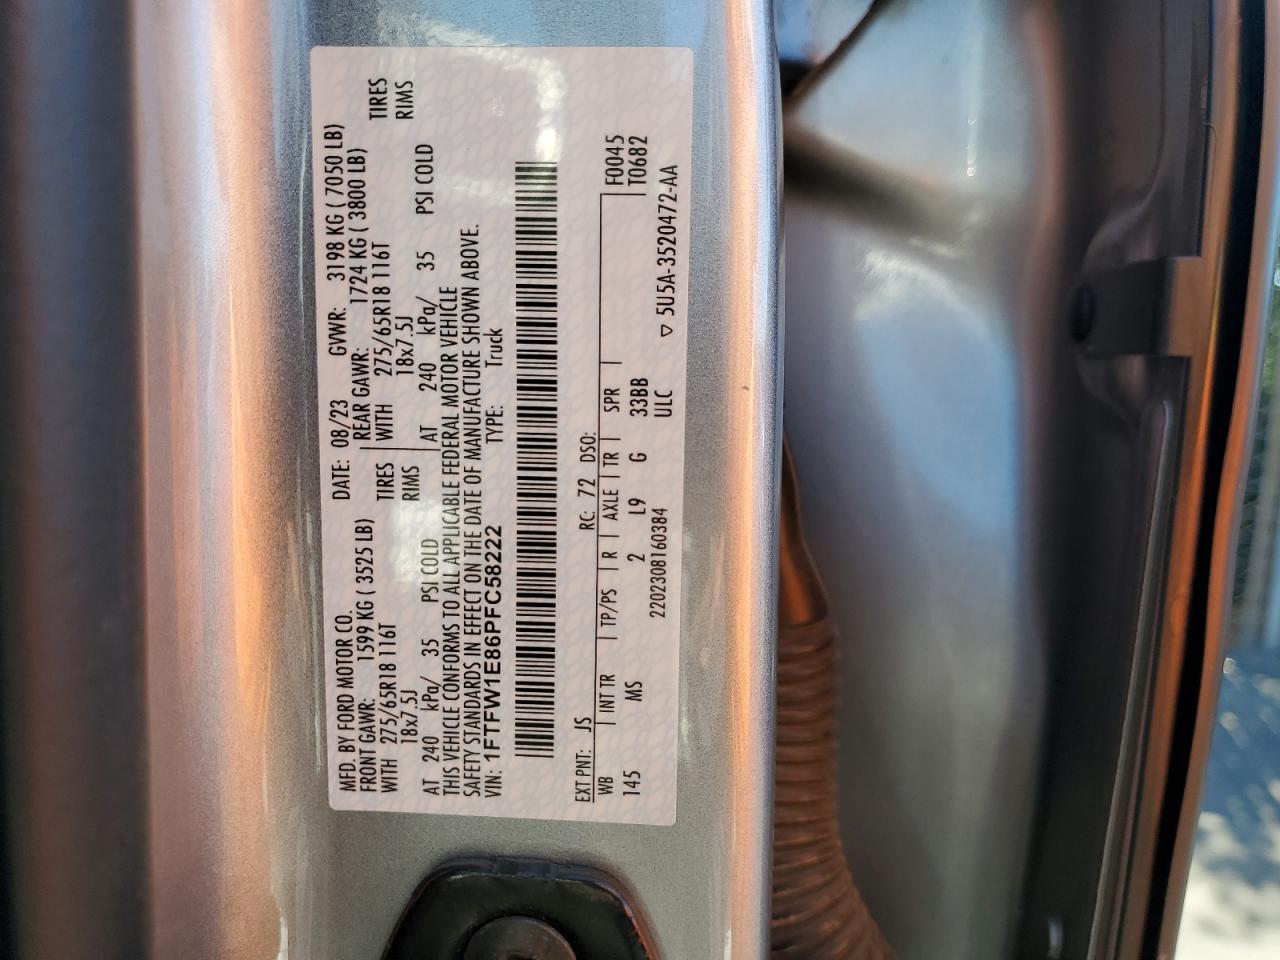 MFD. BY FORD MOTOR CO. DATE: 08/23 GVWR: 3198 KG ( 7050 LB)
FRONT GAWR: 1599 KG ( 3525 LB) REAR GAWR: 1724 KG ( 3800 LB)
WITH 275/65R18 116T TIRES WITH 275/65R18 116T TIRES
18x7.5J RIMS 18x7.5J RIMS
AT 240 kPa/ 35 PSI COLD AT 240 kPa/ 35 PSI COLD
THIS VEHICLE CONFORMS TO ALL APPLICABLE FEDERAL MOTOR VEHICLE
SAFETY STANDARDS IN EFFECT ON THE DATE OF MANUFACTURE SHOWN ABOVE.
VIN: 1FTFW1E86PFC58222 TYPE: Truck
EXT PNT: JS RC: 72 DSO: F0045
WB INT TR TP/PS R AXLE TR SPR T0682
145 MS 2 L9 G 33BB
2202308160384 ULC ▽ 5U5A-3520472-AA